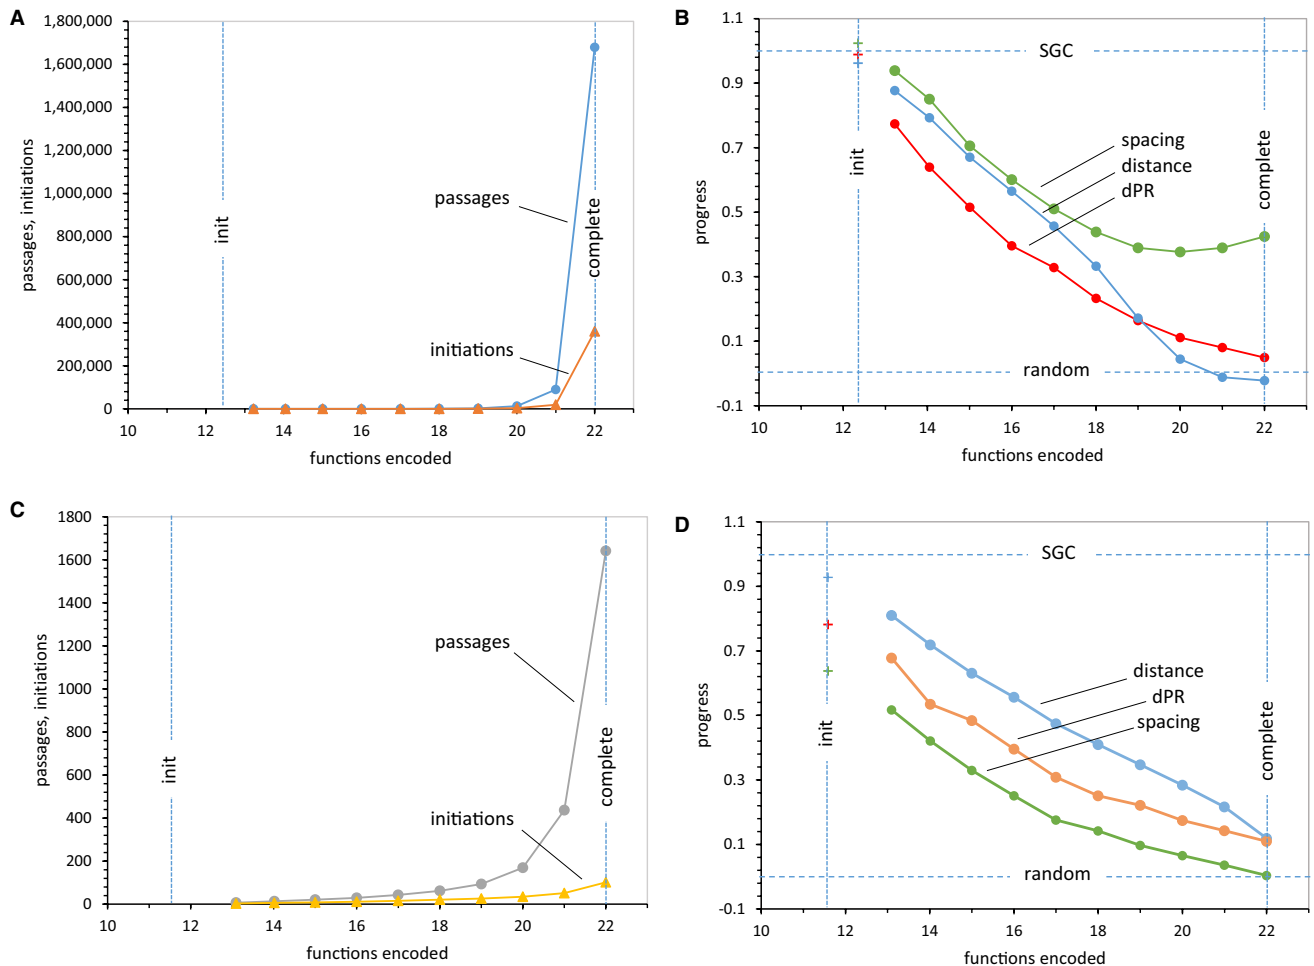 A
1,800,000
1,600,000
1,400,000
1,200,000
1,000,000
800,000
600,000
400,000
200,000
0
passages, initiations
init
passages
initiations
complete
10 12 14 16 18 20 22
functions encoded
B
1.1
0.9
0.7
0.5
0.3
0.1
-0.1
progress
SGC
init
spacing
distance
dPR
complete
random
10 12 14 16 18 20 22
functions encoded
C
1800
1600
1400
1200
1000
800
600
400
200
0
passages, initiations
init
passages
initiations
complete
10 12 14 16 18 20 22
functions encoded
D
1.1
0.9
0.7
0.5
0.3
0.1
-0.1
progress
SGC
init
distance
dPR
spacing
complete
random
10 12 14 16 18 20 22
functions encoded